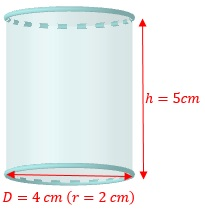 h = 5cm
D = 4 cm (r = 2 cm)